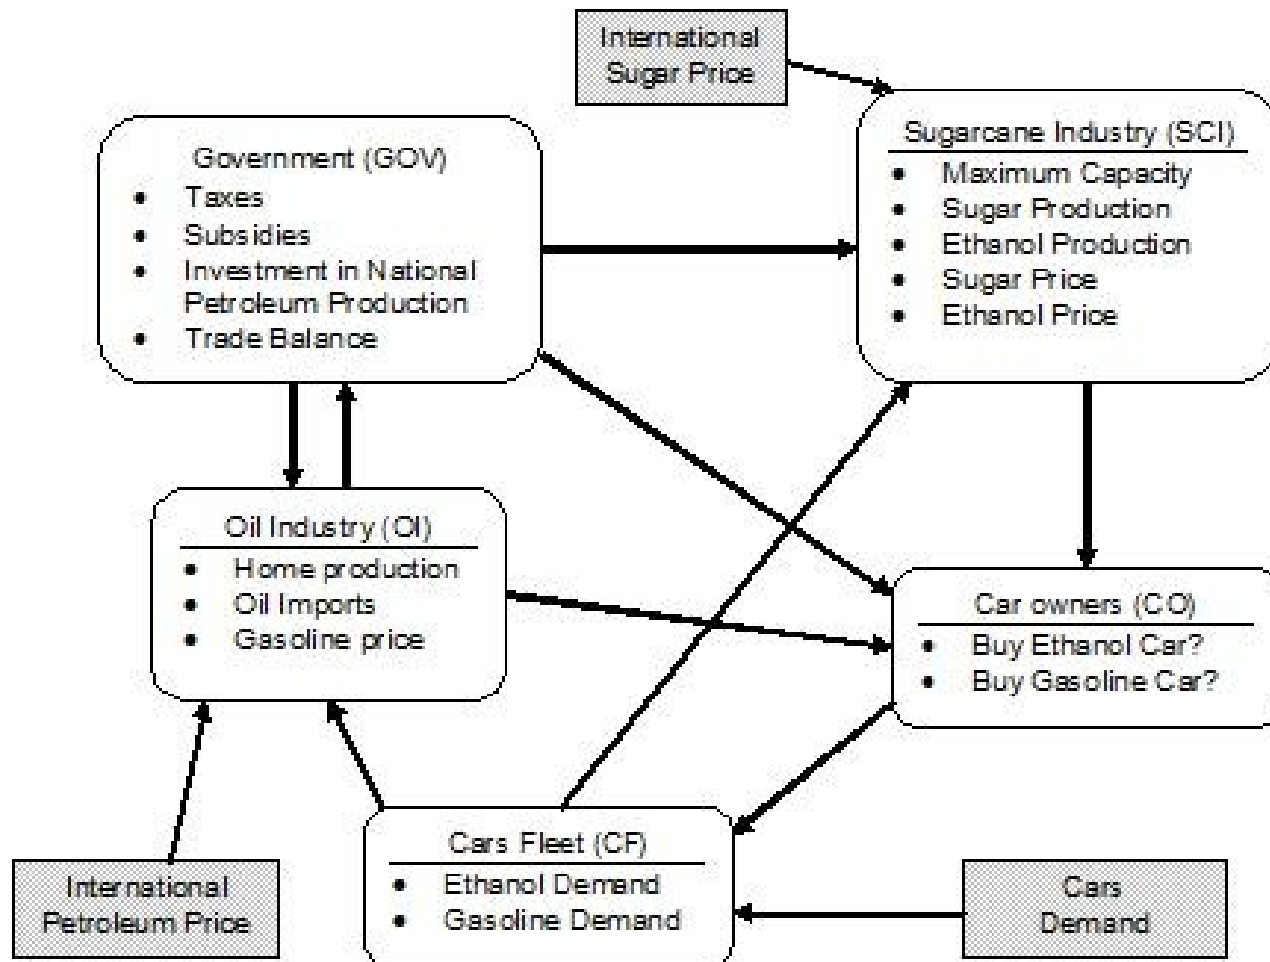 International
Sugar Price
Government (GOV)
• Taxes
• Subsidies
• Investment in National
Petroleum Production
• Trade Balance
Sugarcane Industry (SCI)
• Maximum Capacity
• Sugar Production
• Ethanol Production
• Sugar Price
• Ethanol Price
Oil Industry (OI)
• Home production
• Oil Imports
• Gasoline price
Car owners (CO)
• Buy Ethanol Car?
• Buy Gasoline Car?
International
Petroleum Price
Cars Fleet (CF)
• Ethanol Demand
• Gasoline Demand
Cars
Demand